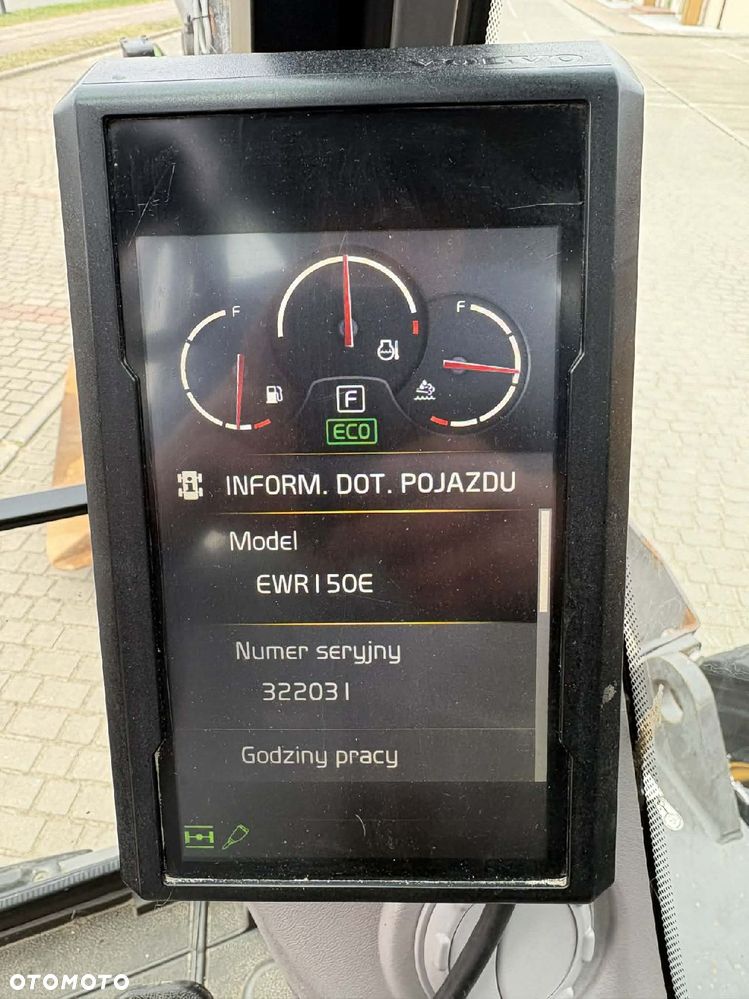 VOLVO
F
F
F
ECO
INFORM. DOT. POJAZDU
Model
EWR150E
Numer seryjny
322031
Godziny pracy
OTOMOTO